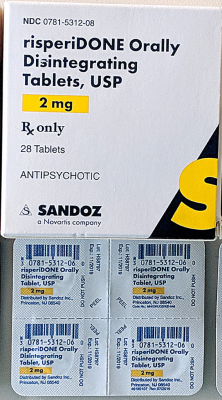 NDC 0781-5312-08
risperiDONE Orally
Disintegrating
Tablets, USP
2 mg
Rx only
28 Tablets
ANTIPSYCHOTIC
S
SANDOZ
a Novartis company
0781-5312-06
risperiDONE Orally
Disintegrating
Tablet, USP
2 mg
Distributed by Sandoz Inc.,
Princeton, NJ 08540
PEEL
DO NOT PUSH
0781-5312-06
risperiDONE Orally
Disintegrating
Tablet, USP
2 mg
Distributed by Sandoz Inc.,
Princeton, NJ 08540
DO NOT PUSH
0781-5312-06
risperiDONE Orally
Disintegrating
Tablet, USP
2 mg
Distributed by Sandoz Inc.,
Princeton, NJ 08540
PEEL
DO NOT PUSH
0781-5312-06
risperiDONE Orally
Disintegrating
Tablet, USP
2 mg
Distributed by Sandoz Inc.,
Princeton, NJ 08540
DO NOT PUSH